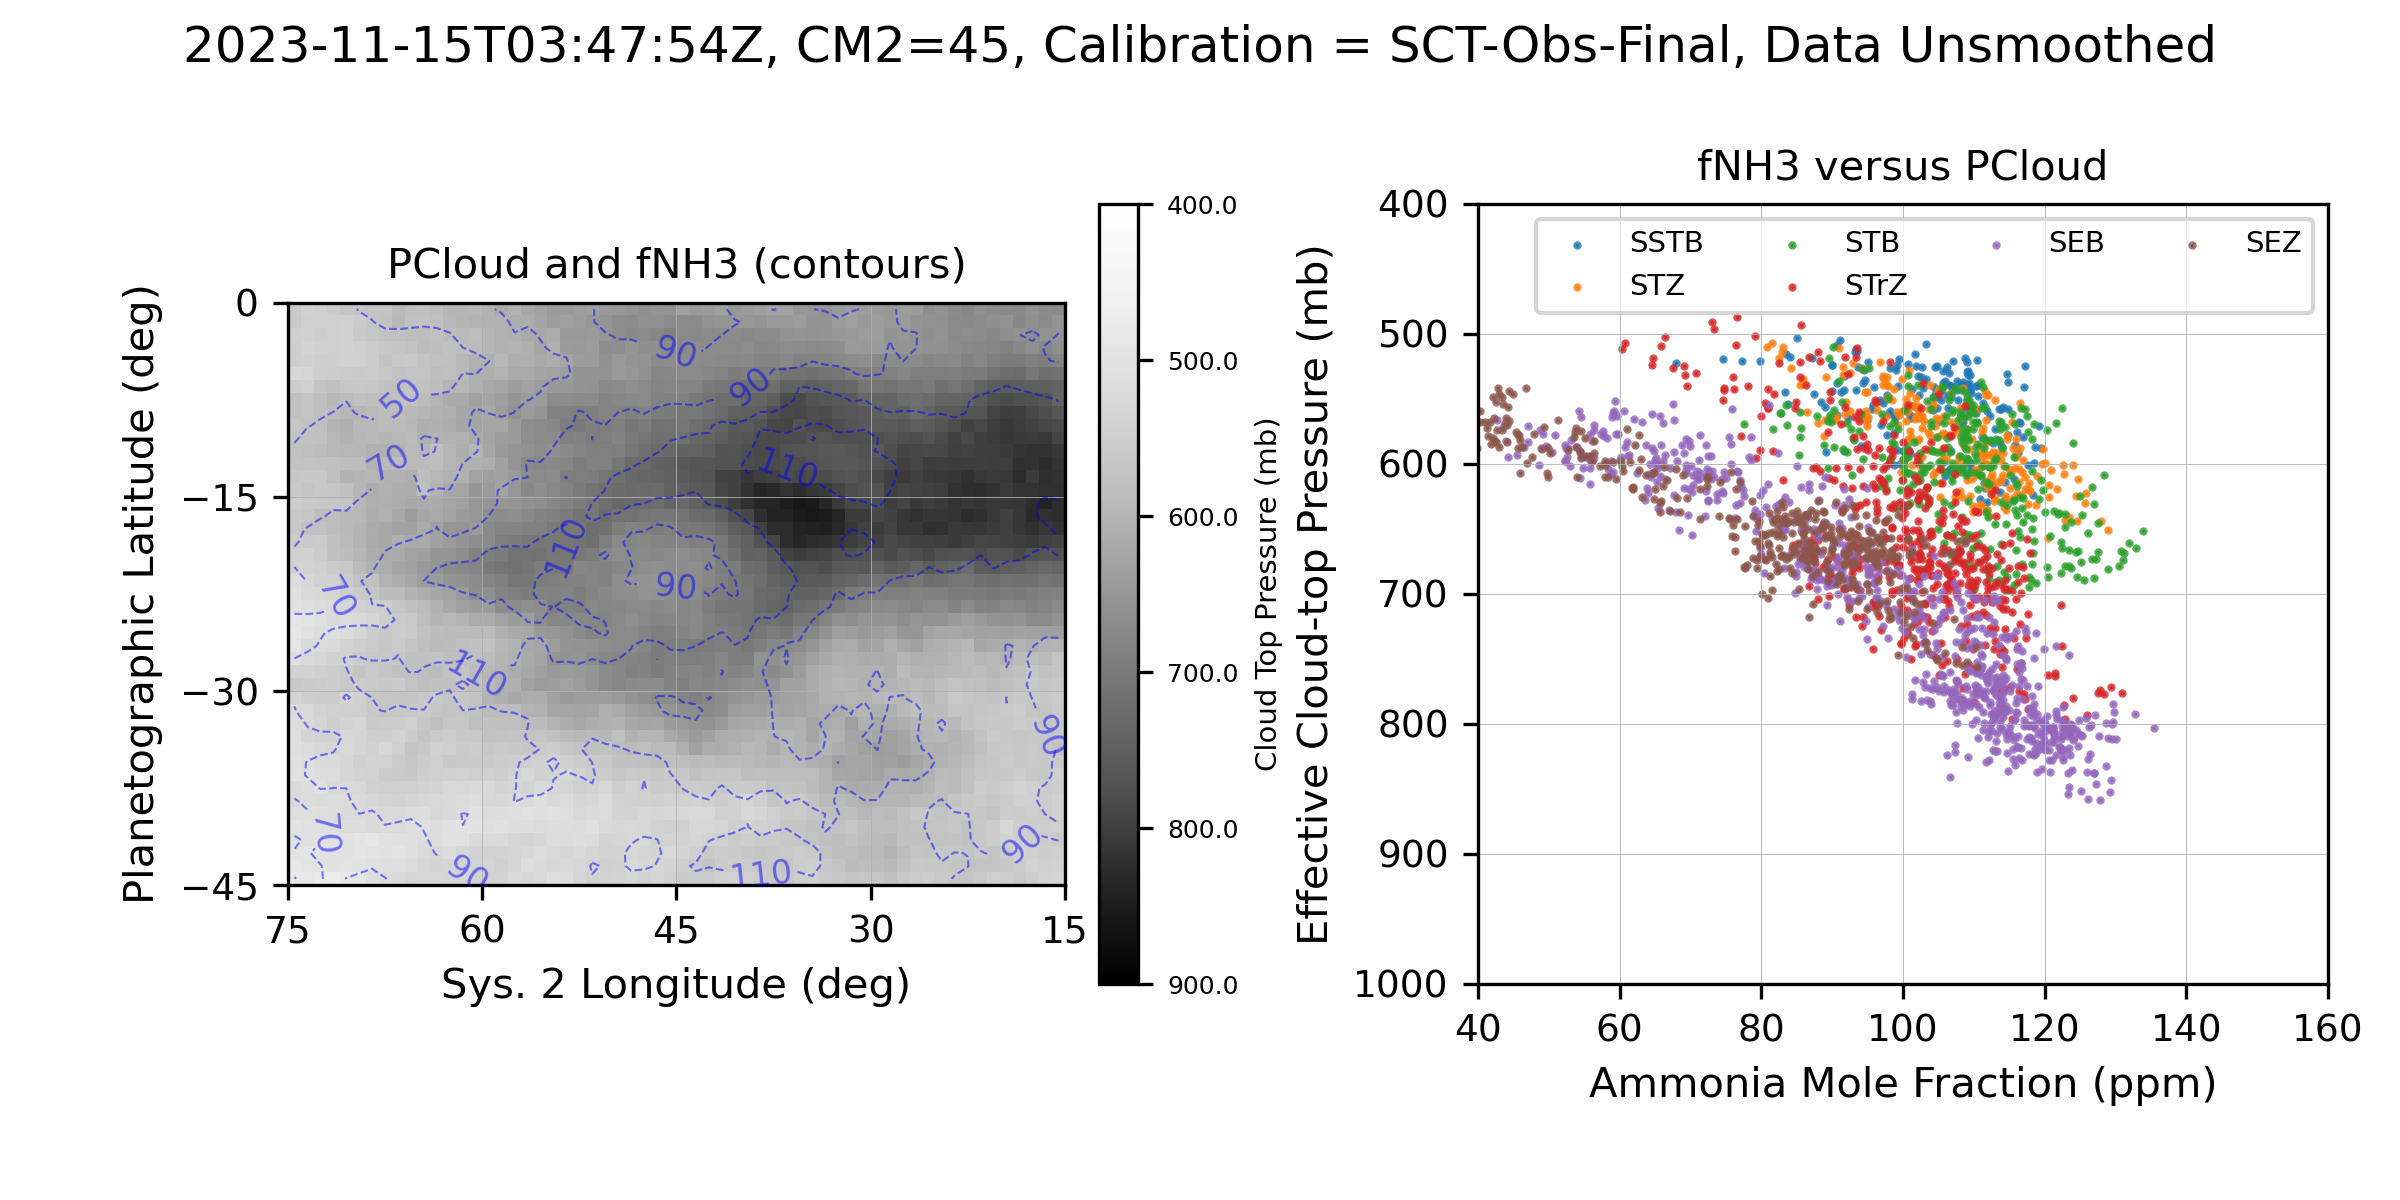 2023-11-15T03:47:54Z, CM2=45, Calibration = SCT-Obs-Final, Data Unsmoothed
PCloud and fNH3 (contours)
Planetographic Latitude (deg)
0
−15
−30
−45
75 60 45 30 15
Sys. 2 Longitude (deg)
90
90
50
70
110
110
90
70
110
90
70
90
90
110
400.0
500.0
600.0
700.0
800.0
900.0
Cloud Top Pressure (mb)
fNH3 versus PCloud
SSTB STB SEB SEZ
STZ STrZ
Effective Cloud-top Pressure (mb)
400
500
600
700
800
900
1000
40 60 80 100 120 140 160
Ammonia Mole Fraction (ppm)